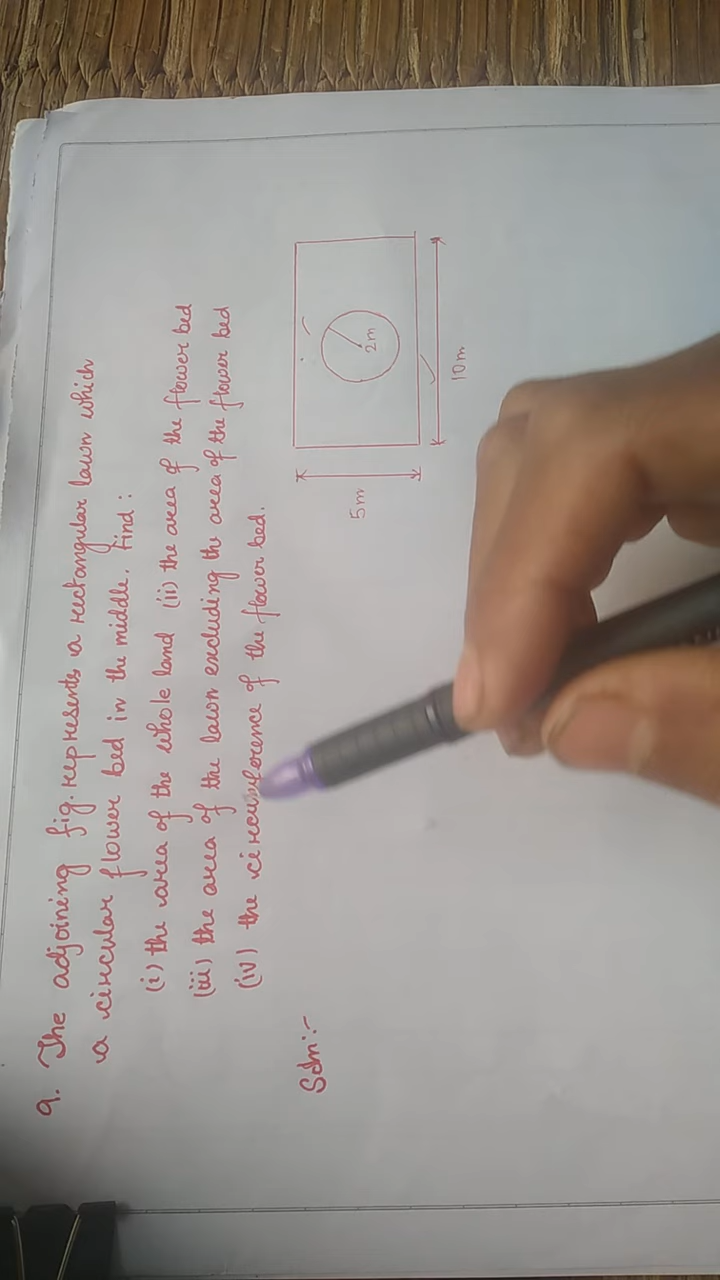 9. The adjoining fig. represents a rectangular lawn which
a circular flower bed in the middle. Find :
(i) the area of the whole land (ii) the area of the flower bed
(iii) the area of the lawn excluding the area of the flower bed
(iv) the circumference of the flower bed.
Soln:-
2m
5m
10m